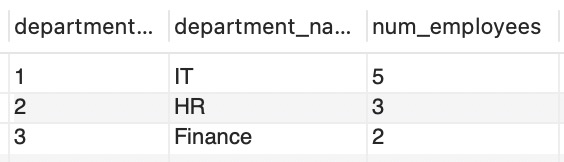 department... department_na... num_employees
1 IT 5
2 HR 3
3 Finance 2